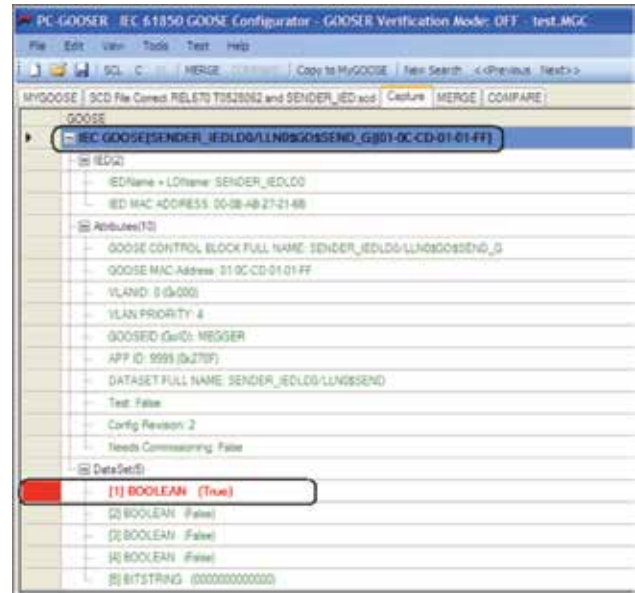 PC-GOOSER IEC 61850 GOOSE Configurator - GOOSER Verification Mode: OFF - test.MGC
File Edit View Tools Test Help
SCL C MERGE Copy to MyGOOSE New Search <<Previous Next>>
MYGOOSE SCD File Correct REL670 and SENDER_IED.scd Capture MERGE COMPARE
GOOSE
IEC GOOSE[SENDER_IEDLD0/LLN0$GO$SEND_G][01-0C-CD-01-01-FF]
IED(2)
IEDName + LDName: SENDER_IEDLD0
IED MAC ADDRESS: 00-0B-AB-27-21-6B
Attributes(10)
GOOSE CONTROL BLOCK FULL NAME: SENDER_IEDLD0/LLN0$GO$SEND_G
GOOSE MAC-Address: 01-0C-CD-01-01-FF
VLANID: 0 (0x000)
VLAN PRIORITY: 4
GOOSEID (GoID): MEGGER
APP ID: 9999 (0x270F)
DATASET FULL NAME: SENDER_IEDLD0/LLN0$SEND
Test: False
Config Revision: 2
Needs Commissioning: False
DataSet(5)
[1] BOOLEAN (True)
[2] BOOLEAN (False)
[3] BOOLEAN (False)
[4] BOOLEAN (False)
[5] BITSTRING (0000000000000)